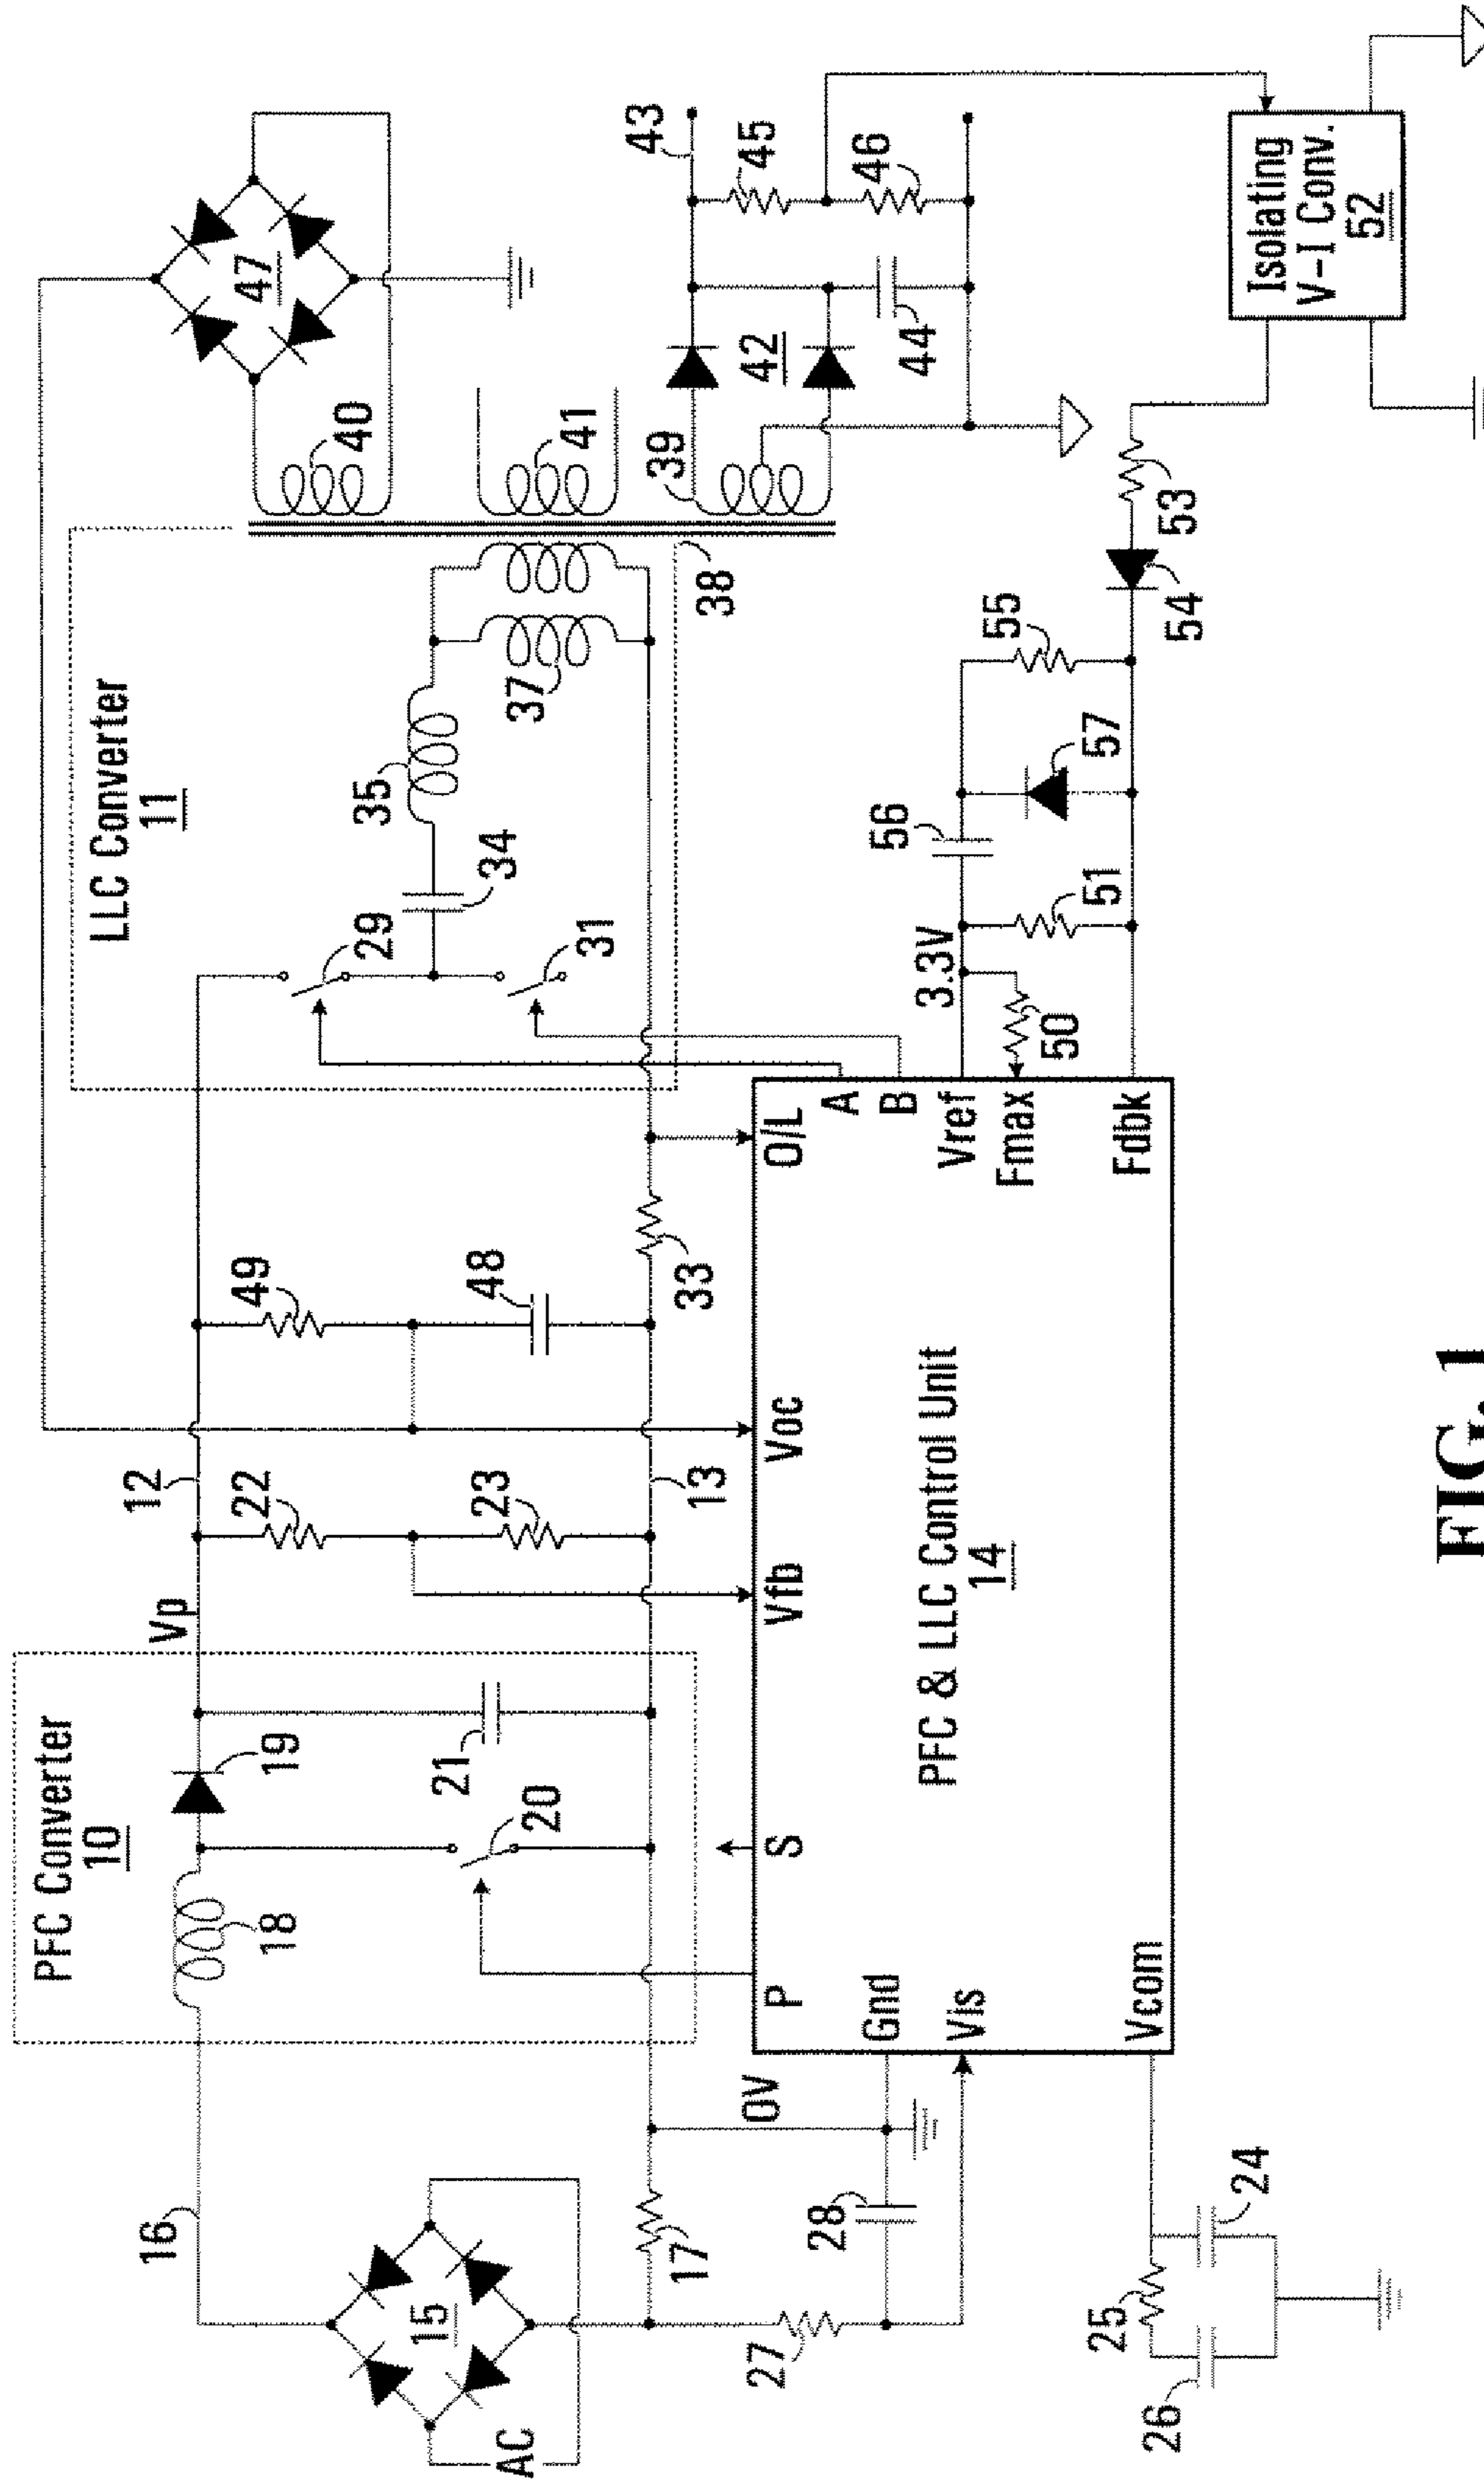 PFC Converter
10
LLC Converter
11
16
18
19
20
21
Vp
12
22
23
13
49
48
33
29
31
34
35
37
38
40
41
39
47
42
43
44
45
46
AC
15
17
27
28
0V
P
S
Vfb
Voc
O/L
A
B
Vref
Fmax
Fdbk
Gnd
Vis
Vcom
PFC & LLC Control Unit
14
3.3V
50
51
56
57
55
54
53
Isolating
V-I Conv.
52
25
26
24
FIG. 1